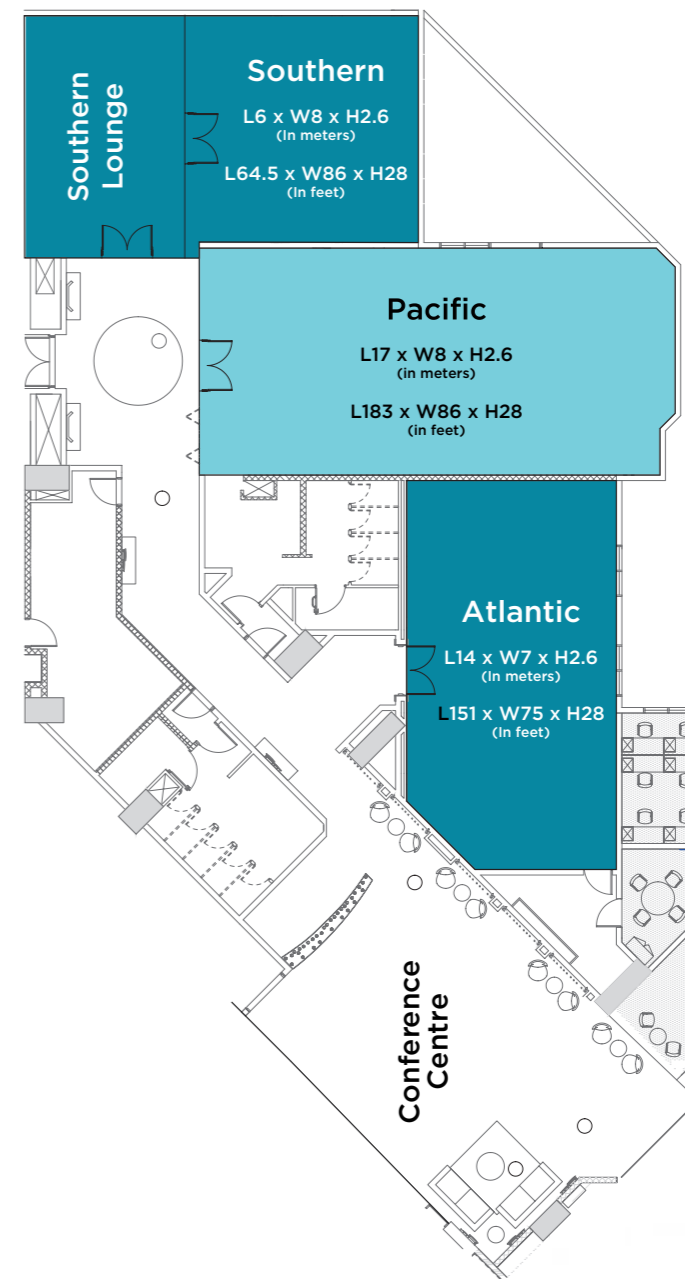 Southern
Lounge
Southern
L6 x W8 x H2.6
(In meters)
L64.5 x W86 x H28
(In feet)
Pacific
L17 x W8 x H2.6
(in meters)
L183 x W86 x H28
(in feet)
Atlantic
L14 x W7 x H2.6
(In meters)
L151 x W75 x H28
(In feet)
Conference
Centre